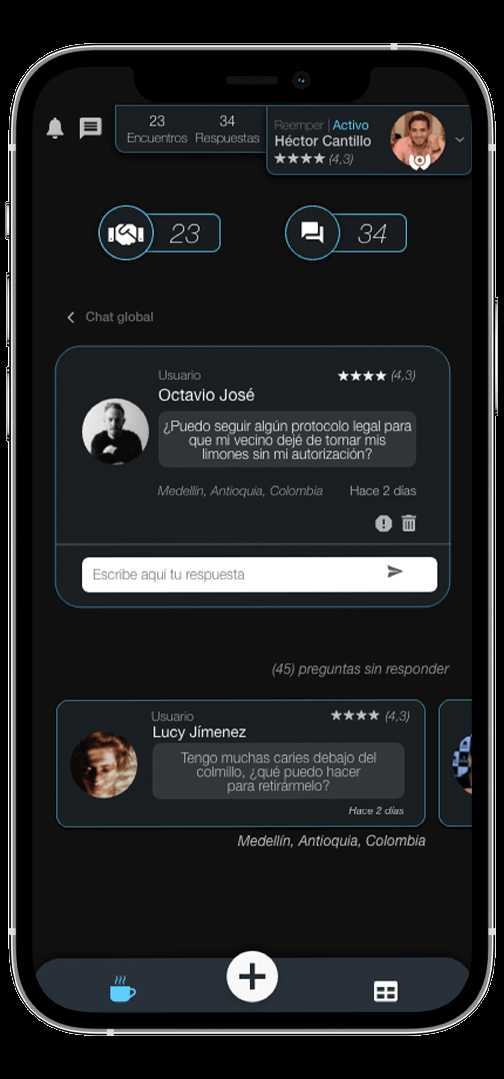 23
Encuentros
34
Respuestas
Reemper | Activo
Héctor Cantillo
(4,3)
23
34
Chat global
Usuario
(4,3)
Octavio José
¿Puedo seguir algún protocolo legal para
que mi vecino dejé de tomar mis
limones sin mi autorización?
Medellín, Antioquia, Colombia
Hace 2 días
Escribe aquí tu respuesta
(45) preguntas sin responder
Usuario
(4,3)
Lucy Jímenez
Tengo muchas caries debajo del
colmillo, ¿qué puedo hacer
para retirármelo?
Hace 2 días
Medellín, Antioquia, Colombia